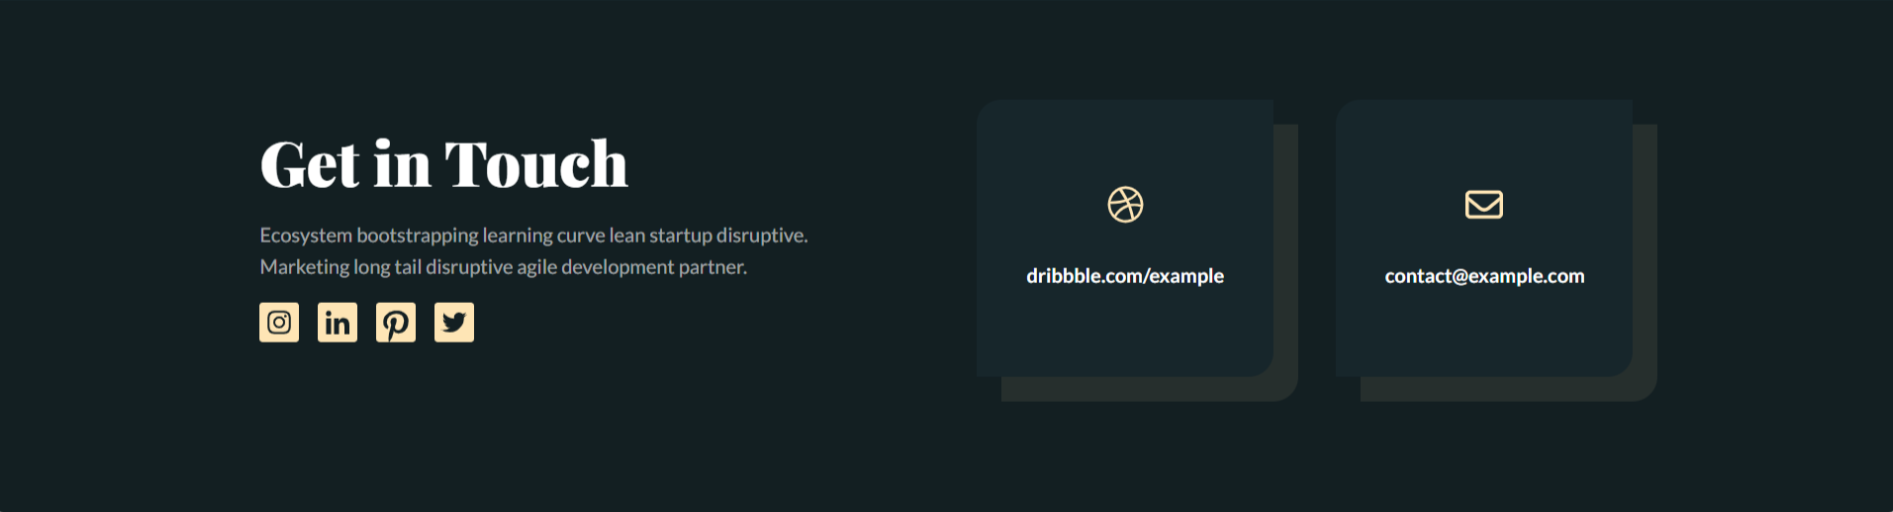 Get in Touch
Ecosystem bootstrapping learning curve lean startup disruptive.
Marketing long tail disruptive agile development partner.
dribbble.com/example
contact@example.com